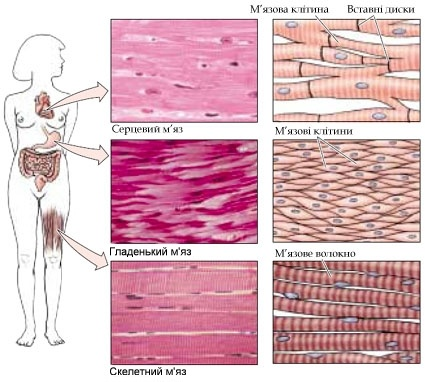 М'язова клітина Вставні диски
Серцевий м'яз
М'язові клітини
Гладенький м'яз
М'язове волокно
Скелетний м'яз